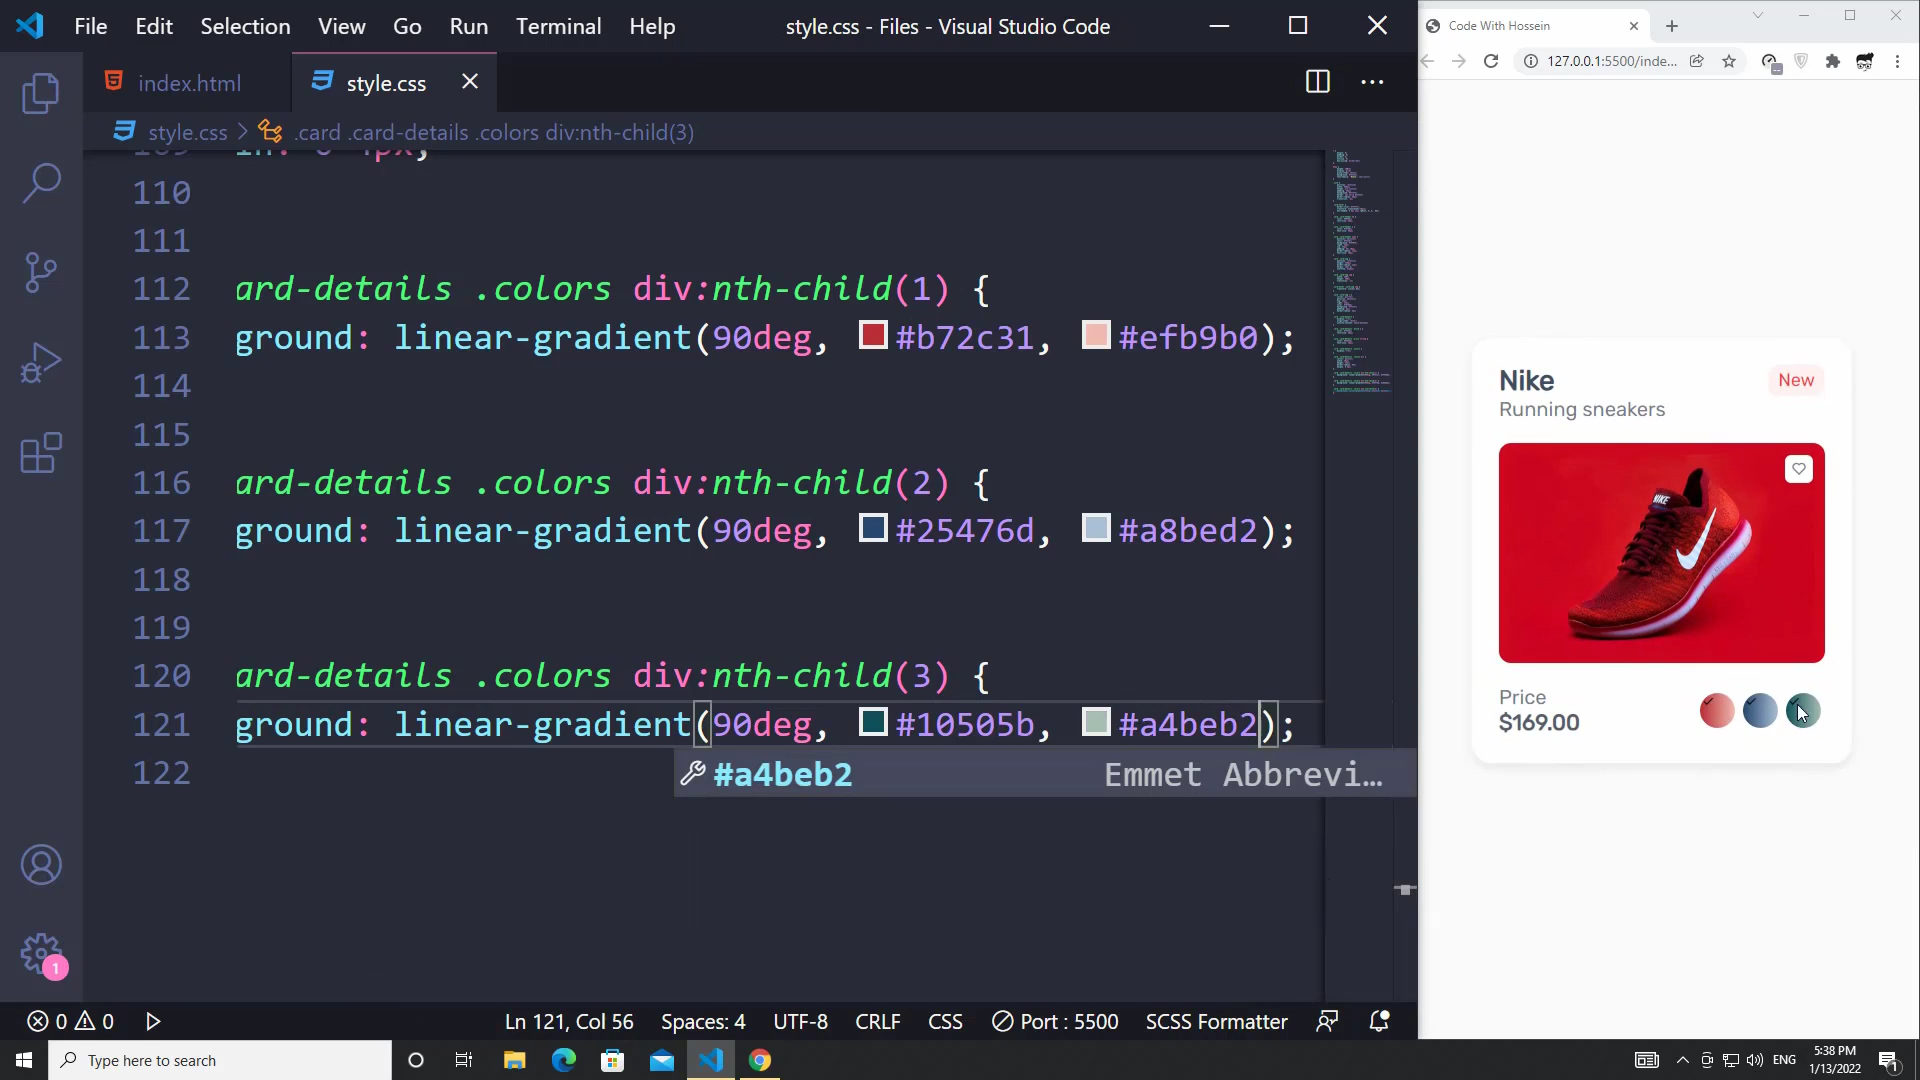 File Edit Selection View Go Run Terminal Help
style.css - Files - Visual Studio Code
index.html
style.css
style.css > .card .card-details .colors div:nth-child(3)
110
111
112 ard-details .colors div:nth-child(1) {
113 ground: linear-gradient(90deg, #b72c31, #efb9b0);
114
115
116 ard-details .colors div:nth-child(2) {
117 ground: linear-gradient(90deg, #25476d, #a8bed2);
118
119
120 ard-details .colors div:nth-child(3) {
121 ground: linear-gradient(90deg, #10505b, #a4beb2);
122
#a4beb2 Emmet Abbrevi...
1
0 0
Ln 121, Col 56 Spaces: 4 UTF-8 CRLF CSS Port : 5500 SCSS Formatter
Code With Hossein
127.0.0.1:5500/inde...
Nike
New
Running sneakers
NIKE
Price
$169.00
Type here to search
ENG
5:38 PM
1/13/2022
1